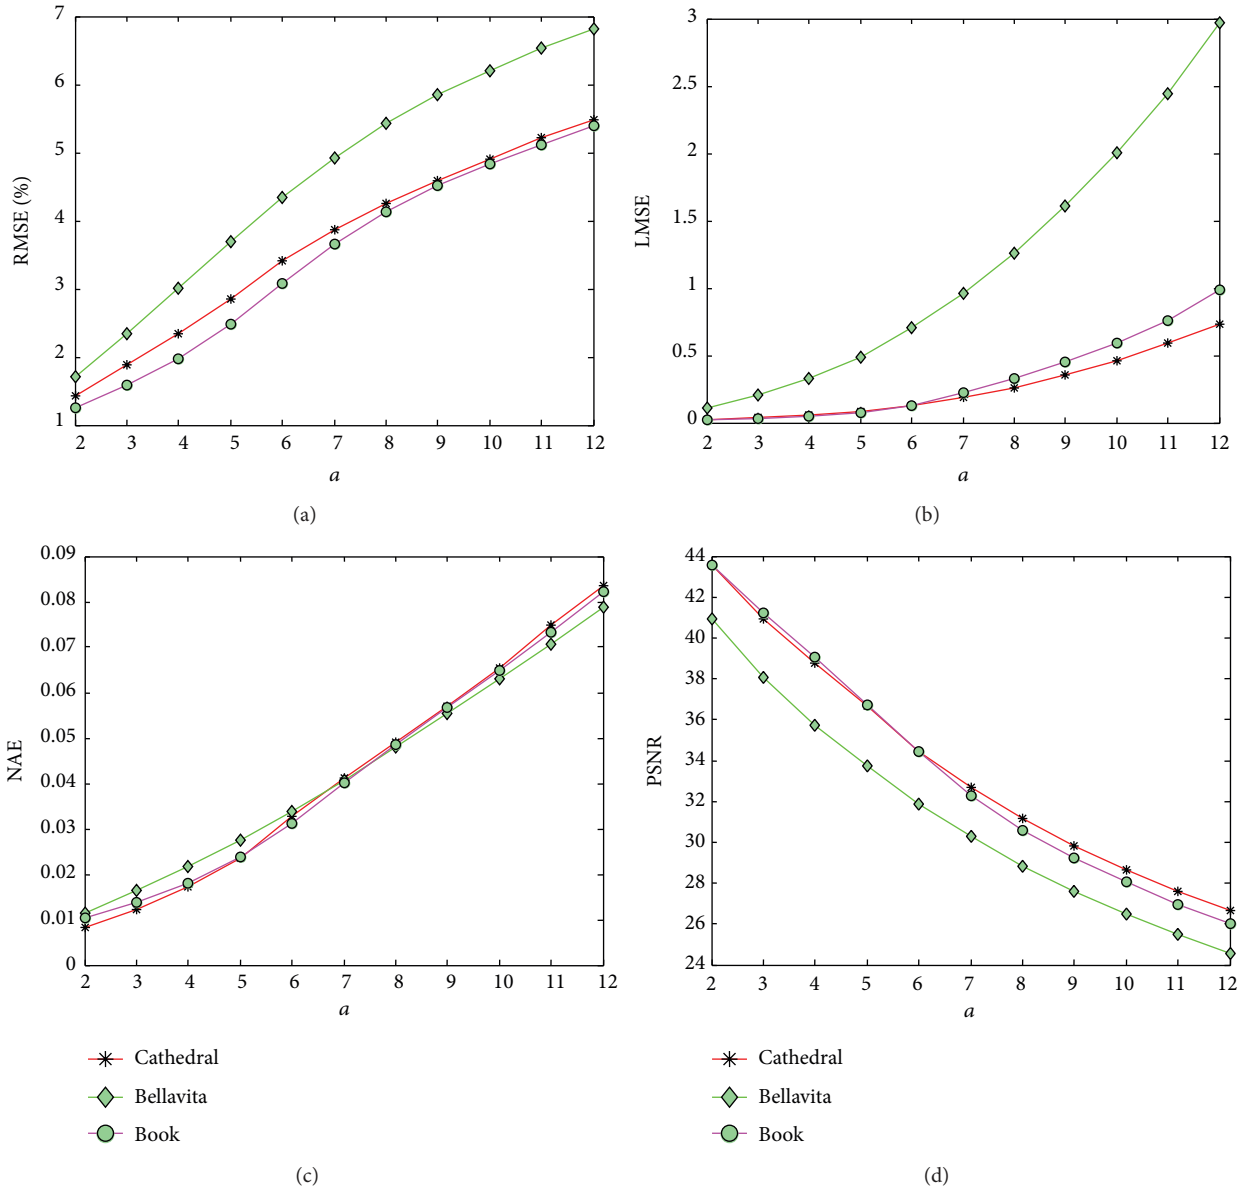 7
6
5
4
3
2
1
RMSE (%)
2 3 4 5 6 7 8 9 10 11 12
a
(a)
3
2.5
2
1.5
1
0.5
0
LMSE
2 3 4 5 6 7 8 9 10 11 12
a
(b)
0.09
0.08
0.07
0.06
0.05
0.04
0.03
0.02
0.01
0
NAE
2 3 4 5 6 7 8 9 10 11 12
a
Cathedral
Bellavita
Book
(c)
44
42
40
38
36
34
32
30
28
26
24
PSNR
2 3 4 5 6 7 8 9 10 11 12
a
Cathedral
Bellavita
Book
(d)